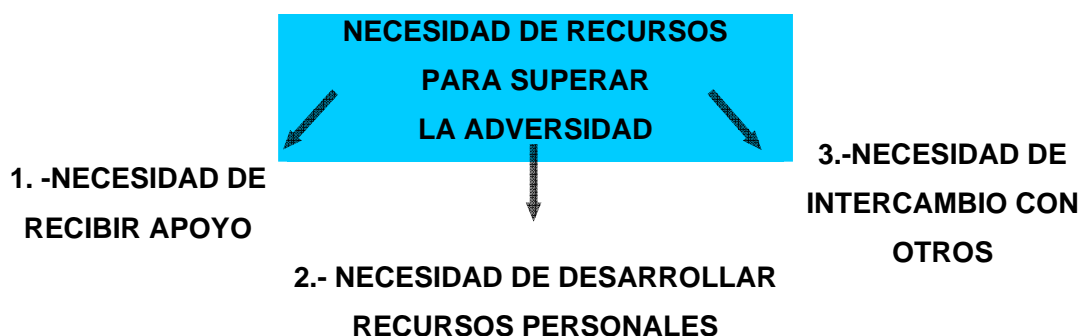 NECESIDAD DE RECURSOS
PARA SUPERAR
LA ADVERSIDAD
1. -NECESIDAD DE
RECIBIR APOYO
2.- NECESIDAD DE DESARROLLAR
RECURSOS PERSONALES
3.-NECESIDAD DE
INTERCAMBIO CON
OTROS